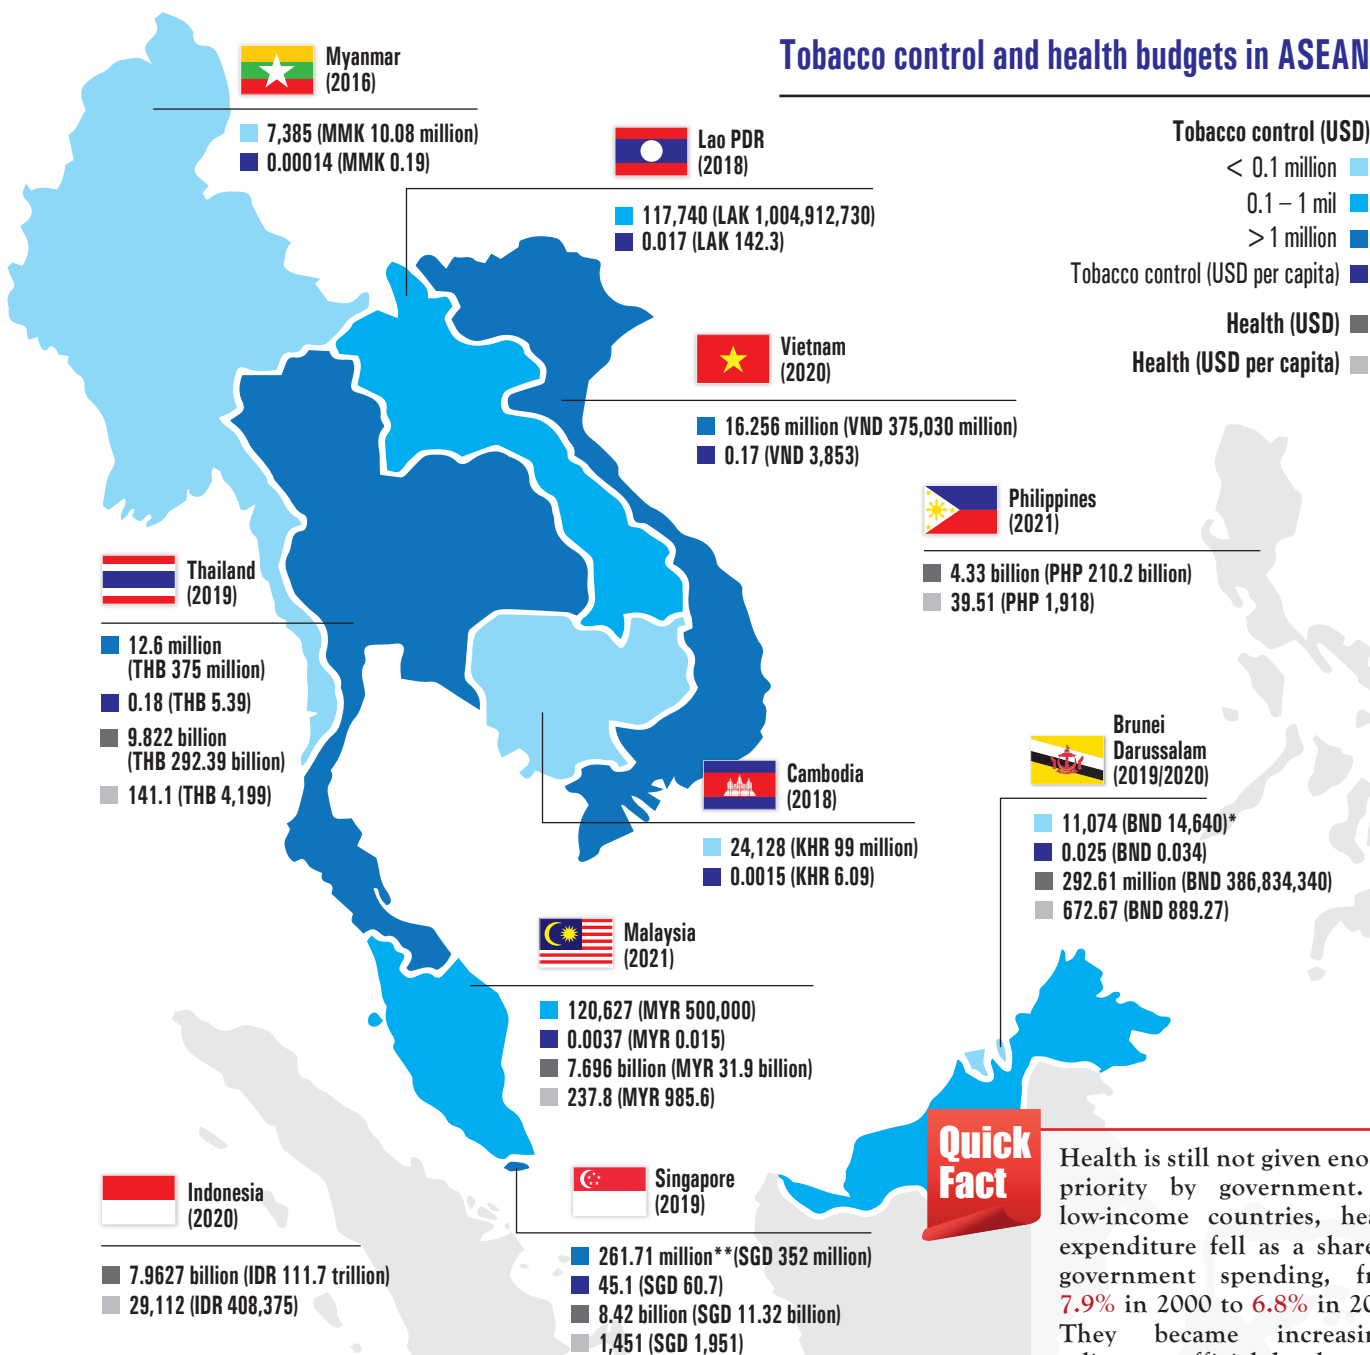 Tobacco control and health budgets in ASEAN
Tobacco control (USD)
< 0.1 million
0.1 – 1 mil
> 1 million
Tobacco control (USD per capita)
Health (USD)
Health (USD per capita)
Myanmar
(2016)
7,385 (MMK 10.08 million)
0.00014 (MMK 0.19)
Lao PDR
(2018)
117,740 (LAK 1,004,912,730)
0.017 (LAK 142.3)
Vietnam
(2020)
16.256 million (VND 375,030 million)
0.17 (VND 3,853)
Philippines
(2021)
4.33 billion (PHP 210.2 billion)
39.51 (PHP 1,918)
Thailand
(2019)
12.6 million
(THB 375 million)
0.18 (THB 5.39)
9.822 billion
(THB 292.39 billion)
141.1 (THB 4,199)
Cambodia
(2018)
24,128 (KHR 99 million)
0.0015 (KHR 6.09)
Brunei
Darussalam
(2019/2020)
11,074 (BND 14,640)*
0.025 (BND 0.034)
292.61 million (BND 386,834,340)
672.67 (BND 889.27)
Malaysia
(2021)
120,627 (MYR 500,000)
0.0037 (MYR 0.015)
7.696 billion (MYR 31.9 billion)
237.8 (MYR 985.6)
Indonesia
(2020)
7.9627 billion (IDR 111.7 trillion)
29,112 (IDR 408,375)
Singapore
(2019)
261.71 million**(SGD 352 million)
45.1 (SGD 60.7)
8.42 billion (SGD 11.32 billion)
1,451 (SGD 1,951)
Quick
Fact
Health is still not given eno
priority by government.
low-income countries, hea
expenditure fell as a share
government spending, fr
7.9% in 2000 to 6.8% in 20
They became increasin